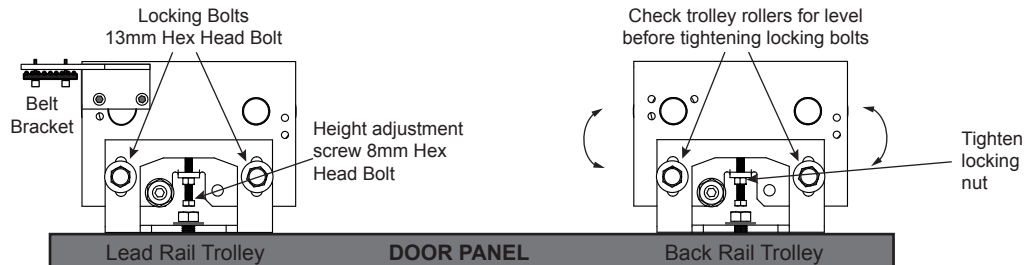 Locking Bolts
13mm Hex Head Bolt
Check trolley rollers for level
before tightening locking bolts
Belt
Bracket
Height adjustment
screw 8mm Hex
Head Bolt
Tighten
locking
nut
Lead Rail Trolley
DOOR PANEL
Back Rail Trolley